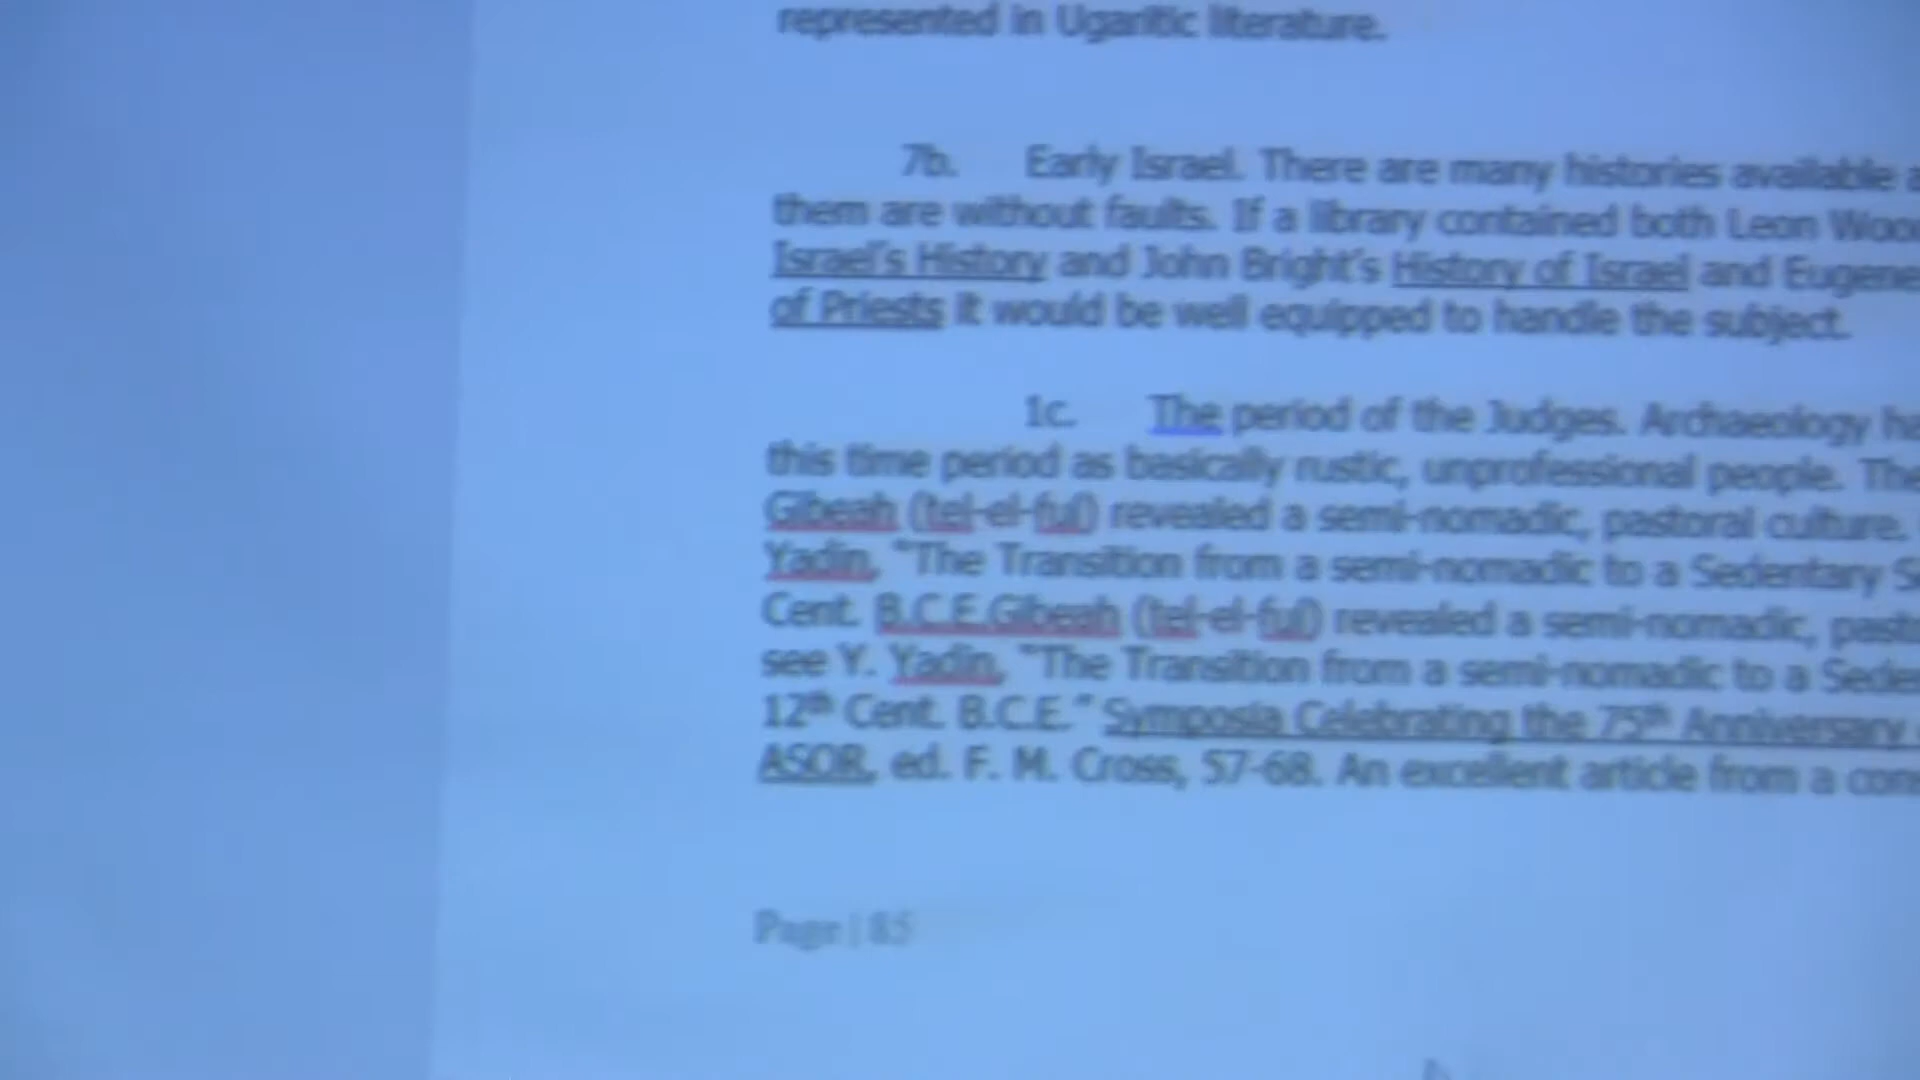 represented in Ugaritic literature.
7b. Early Israel. There are many histories available
them are without faults. If a library contained both Leon Woo
Israel's History and John Bright's History of Israel and Eugene
of Priests it would be well equipped to handle the subject.
1c. The period of the Judges. Archaeology ha
this time period as basically rustic, unprofessional people. The
Gibeah (tel-el-ful) revealed a semi-nomadic, pastoral culture.
Yadin, "The Transition from a semi-nomadic to a Sedentary S
Cent. B.C.E.Gibeah (tel-el-ful) revealed a semi-nomadic, past
see Y. Yadin, "The Transition from a semi-nomadic to a Sede
12th Cent. B.C.E." Symposia Celebrating the 75th Anniversary
ASOR, ed. F. M. Cross, 57-68. An excellent article from a cons
Page | 85